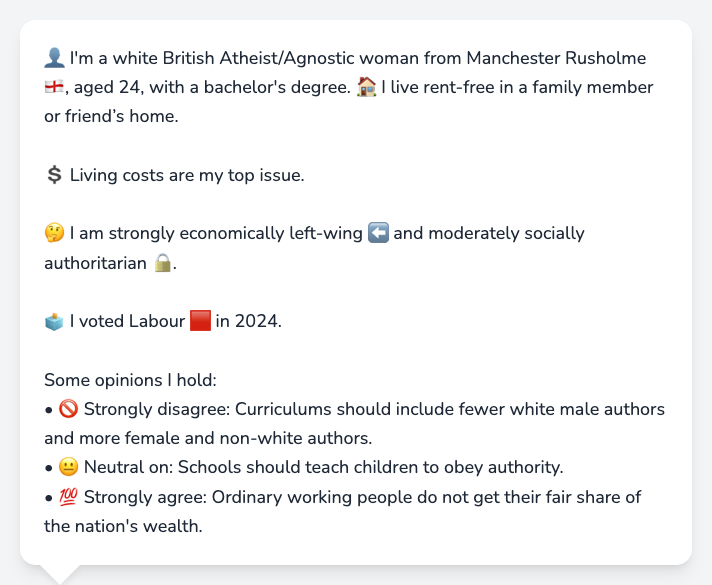 👤 I'm a white British Atheist/Agnostic woman from Manchester Rusholme
🏴󠁧󠁢󠁥󠁮󠁧󠁿, aged 24, with a bachelor's degree. 🏠 I live rent-free in a family member
or friend’s home.
💲 Living costs are my top issue.
🤔 I am strongly economically left-wing ⬅️ and moderately socially
authoritarian 🔒.
🗳️ I voted Labour 🟥 in 2024.
Some opinions I hold:
• 🚫 Strongly disagree: Curriculums should include fewer white male authors
and more female and non-white authors.
• 😐 Neutral on: Schools should teach children to obey authority.
• 💯 Strongly agree: Ordinary working people do not get their fair share of
the nation's wealth.